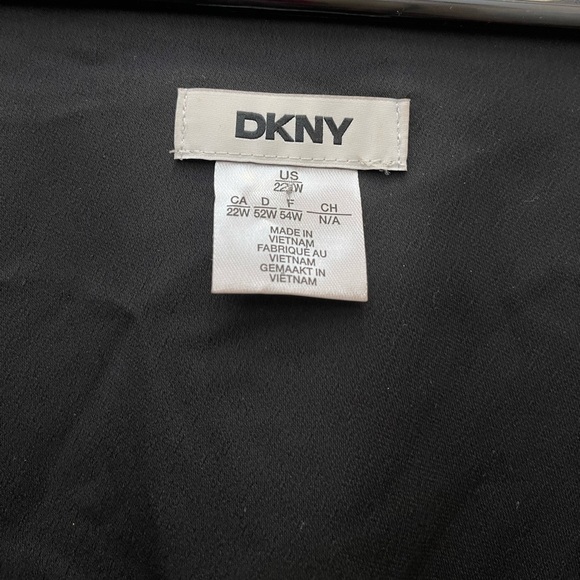 DKNY
US
22W
CA D F CH
22W 52W 54W N/A
MADE IN
VIETNAM
FABRIQUÉ AU
VIETNAM
GEMAAKT IN
VIETNAM